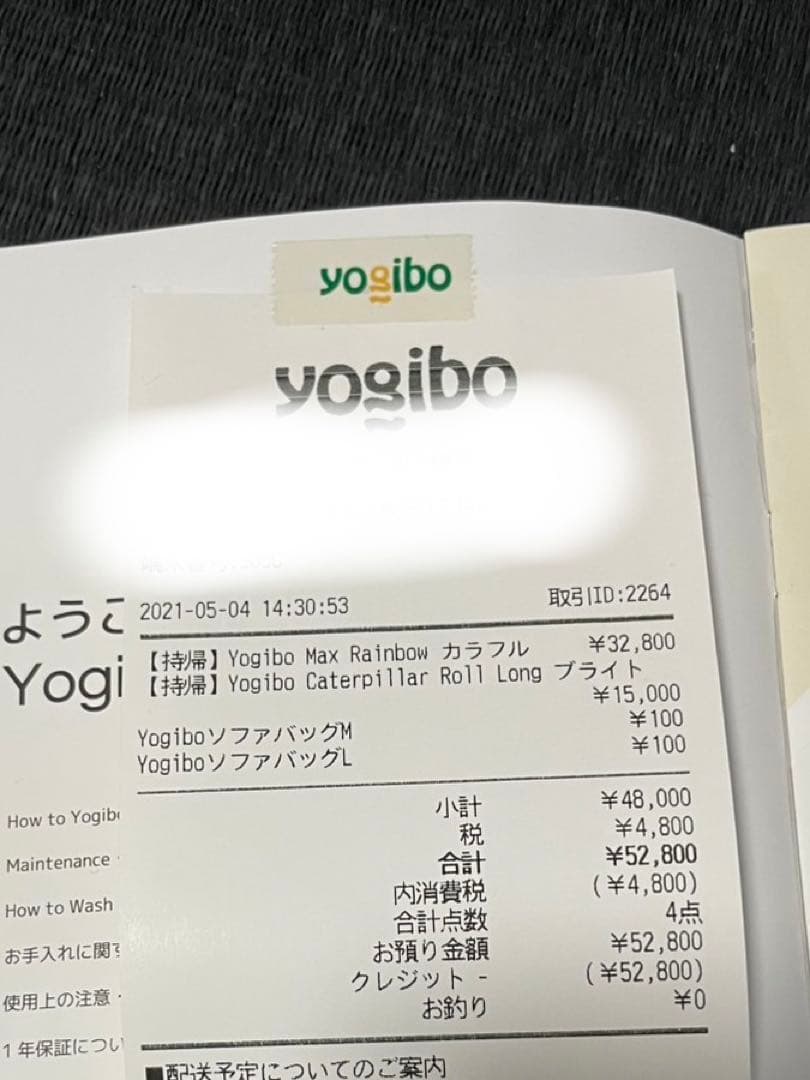 yogibo
yogibo
2021-05-04 14:30:53 取引ID:2264
【持帰】Yogibo Max Rainbow カラフル ¥32,800
【持帰】Yogibo Caterpillar Roll Long ブライト
¥15,000
YogiboソファバッグM ¥100
YogiboソファバッグL ¥100
小計 ¥48,000
税 ¥4,800
合計 ¥52,800
内消費税 (¥4,800)
合計点数 4点
お預り金額 ¥52,800
クレジット - (¥52,800)
お釣り ¥0
■配送予定についてのご案内
ようこ
Yogi
How to Yogibo
Maintenance
How to Wash
お手入れに関す
使用上の注意
1年保証につい